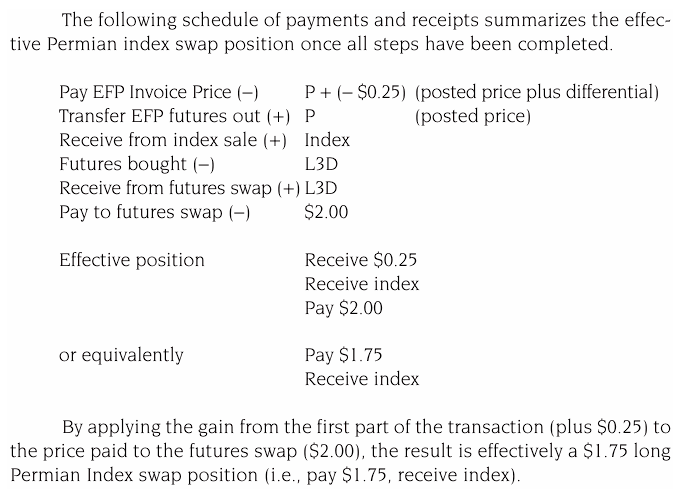 The following schedule of payments and receipts summarizes the effec-
tive Permian index swap position once all steps have been completed.
Pay EFP Invoice Price (–) P + (– $0.25) (posted price plus differential)
Transfer EFP futures out (+) P (posted price)
Receive from index sale (+) Index
Futures bought (–) L3D
Receive from futures swap (+) L3D
Pay to futures swap (–) $2.00
Effective position Receive $0.25
Receive index
Pay $2.00
or equivalently Pay $1.75
Receive index
By applying the gain from the first part of the transaction (plus $0.25) to
the price paid to the futures swap ($2.00), the result is effectively a $1.75 long
Permian Index swap position (i.e., pay $1.75, receive index).